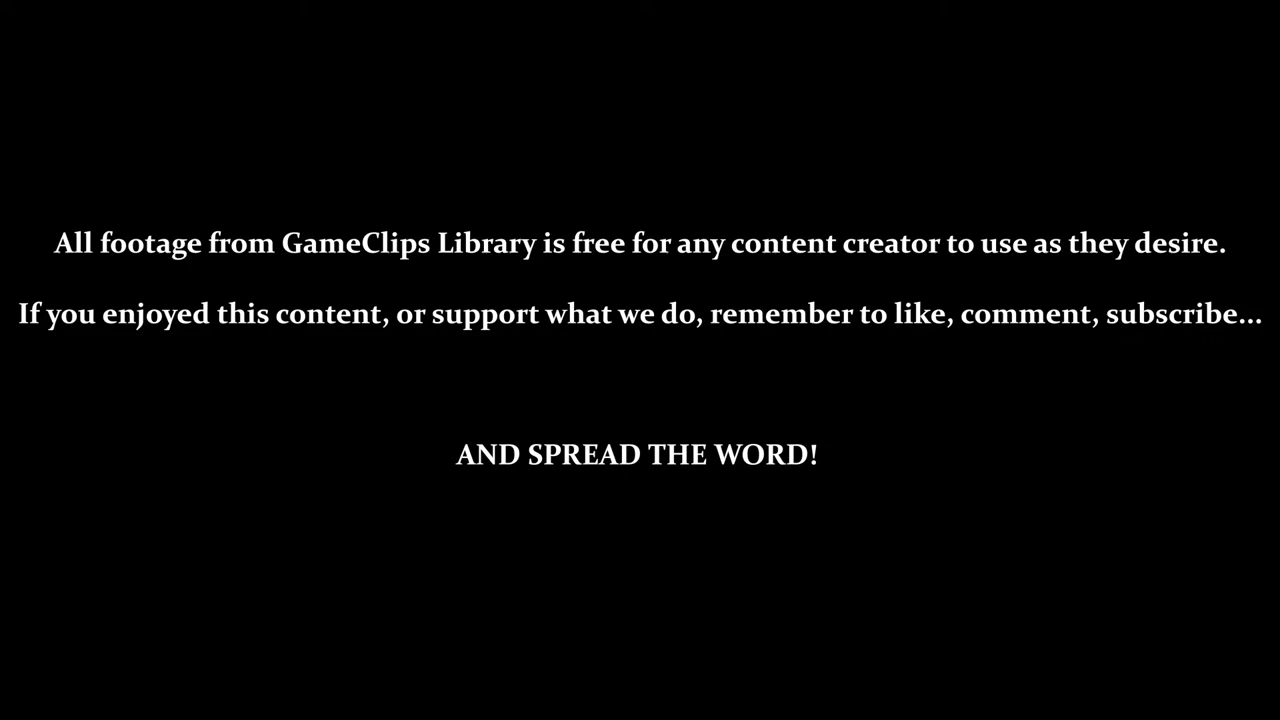 All footage from GameClips Library is free for any content creator to use as they desire.
If you enjoyed this content, or support what we do, remember to like, comment, subscribe...
AND SPREAD THE WORD!